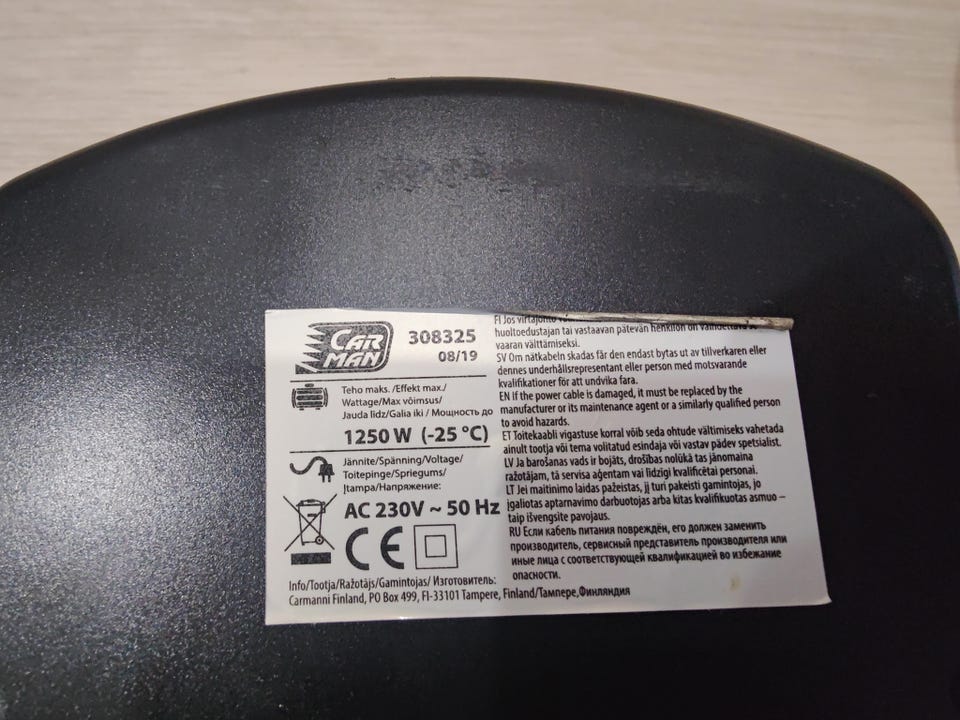 CAR
MAN
308325
08/19
Teho maks. /Effekt max./
Wattage/Max võimsus/
Jauda līdz/Galia iki / Мощность до
1250 W (-25 °C)
Jännite/Spänning/Voltage/
Toitepinge/Spriegums/
Įtampa/Напряжение:
AC 230V ~ 50 Hz
CE
Info/Tootja/Ražotājs/Gamintojas/ Изготовитель:
Carmanni Finland, PO Box 499, FI-33101 Tampere, Finland/Тампере,Финляндия
FI Jos virtajohto
huoltoedustajan tai vastaavan pätevän henkilön on vaihdettava se
vaaran välttämiseksi.
SV Om nätkabeln skadas får den endast bytas ut av tillverkaren eller
dennes underhållsrepresentant eller person med motsvarande
kvalifikationer för att undvika fara.
EN If the power cable is damaged, it must be replaced by the
manufacturer or its maintenance agent or a similarly qualified person
to avoid hazards.
ET Toitekaabli vigastuse korral võib seda ohtude vältimiseks vahetada
ainult tootja või tema volitatud esindaja või vastav pädev spetsialist.
LV Ja barošanas vads ir bojāts, drošības nolūkā tas jānomaina
ražotājam, tā servisa aģentam vai līdzīgi kvalificētai personai.
LT Jei maitinimo laidas pažeistas, jį turi pakeisti gamintojas, jo
įgaliotas aptarnavimo darbuotojas arba kitas kvalifikuotas asmuo –
taip išvengsite pavojaus.
RU Если кабель питания повреждён, его должен заменить
производитель, сервисный представитель производителя или
иные лица с соответствующей квалификацией во избежание
опасности.